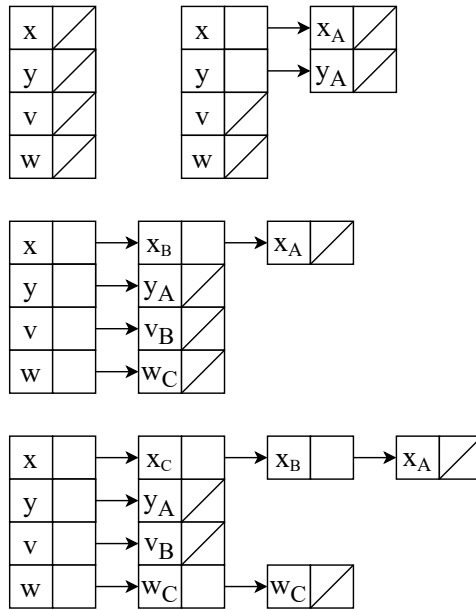 x x x_A
y y y_A
v v
w w
x x_B x_A
y y_A
v v_B
w w_C
x x_C x_B x_A
y y_A
v v_B
w w_C w_C